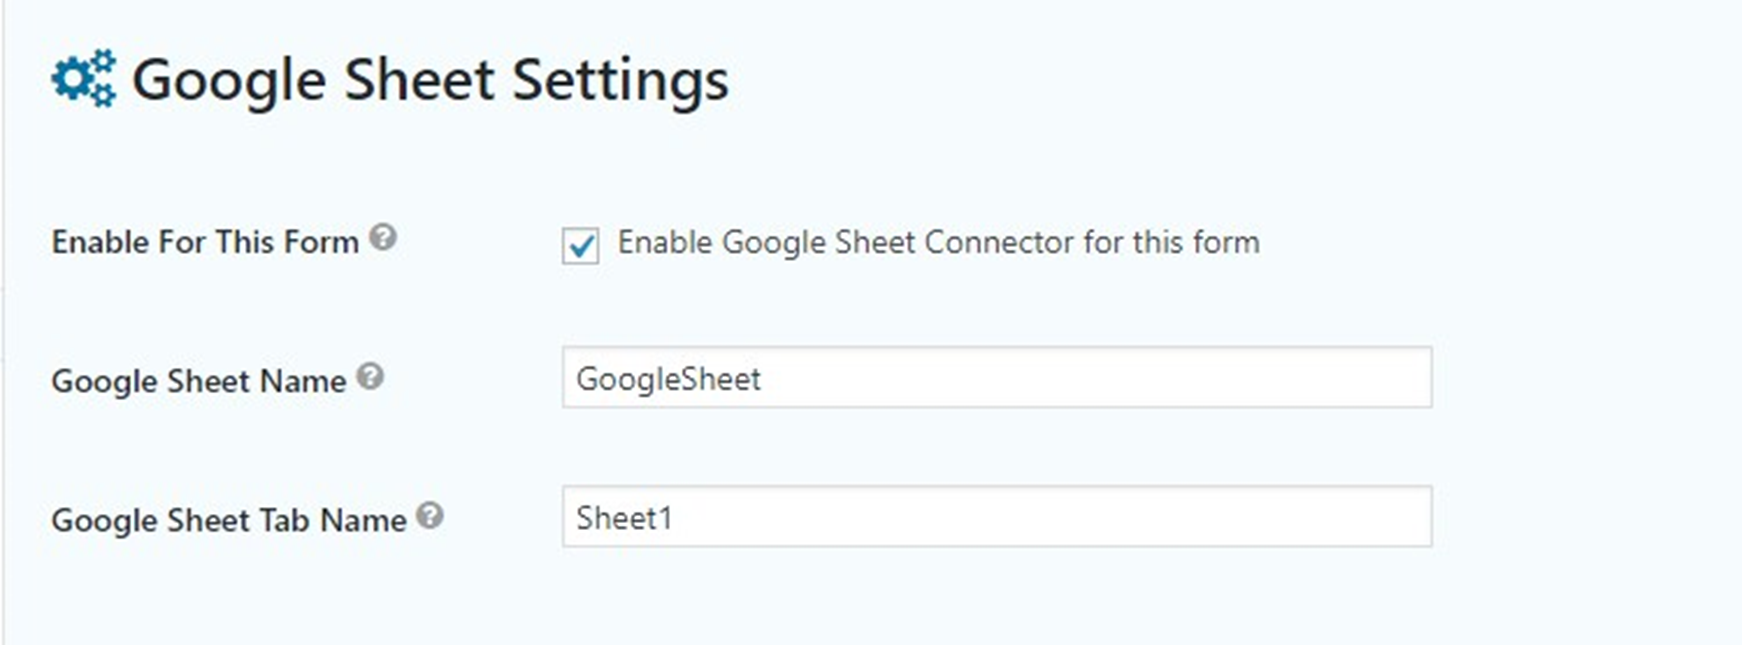 Google Sheet Settings
Enable For This Form ?
Enable Google Sheet Connector for this form
Google Sheet Name ?
GoogleSheet
Google Sheet Tab Name ?
Sheet1